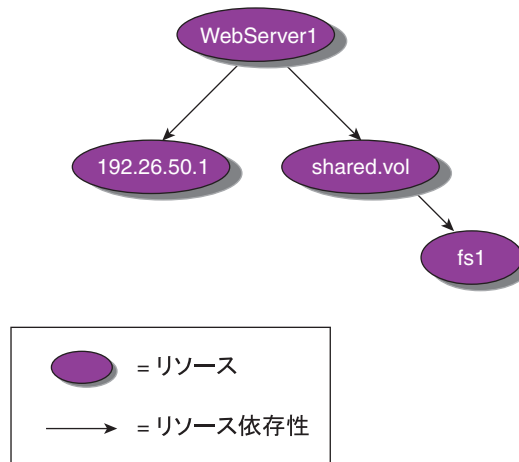 WebServer1
192.26.50.1
shared.vol
fs1
= リソース
= リソース依存性